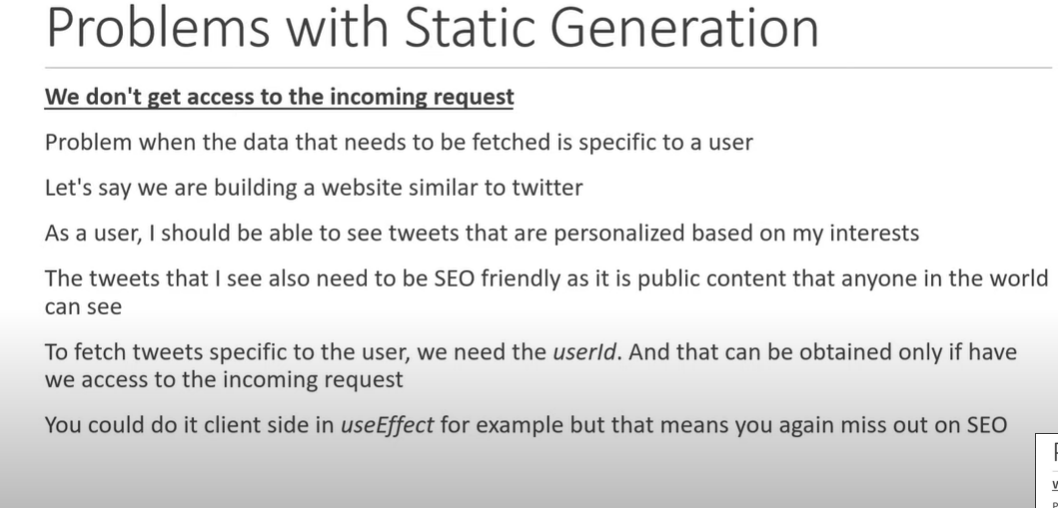 Problems with Static Generation
We don't get access to the incoming request
Problem when the data that needs to be fetched is specific to a user
Let's say we are building a website similar to twitter
As a user, I should be able to see tweets that are personalized based on my interests
The tweets that I see also need to be SEO friendly as it is public content that anyone in the world
can see
To fetch tweets specific to the user, we need the userId. And that can be obtained only if have
we access to the incoming request
You could do it client side in useEffect for example but that means you again miss out on SEO